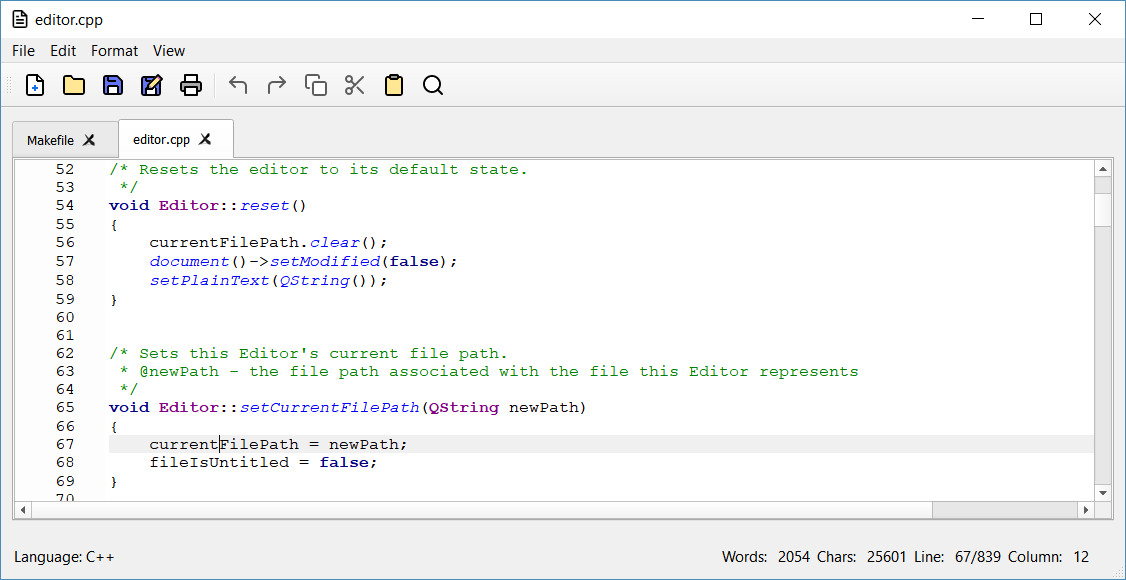 editor.cpp
File Edit Format View
Makefile editor.cpp
52 /* Resets the editor to its default state.
53 */
54 void Editor::reset()
55 {
56 currentFilePath.clear();
57 document()->setModified(false);
58 setPlainText(QString());
59 }
60
61
62 /* Sets this Editor's current file path.
63 * @newPath - the file path associated with the file this Editor represents
64 */
65 void Editor::setCurrentFilePath(QString newPath)
66 {
67 currentFilePath = newPath;
68 fileIsUntitled = false;
69 }
70
Language: C++ Words: 2054 Chars: 25601 Line: 67/839 Column: 12